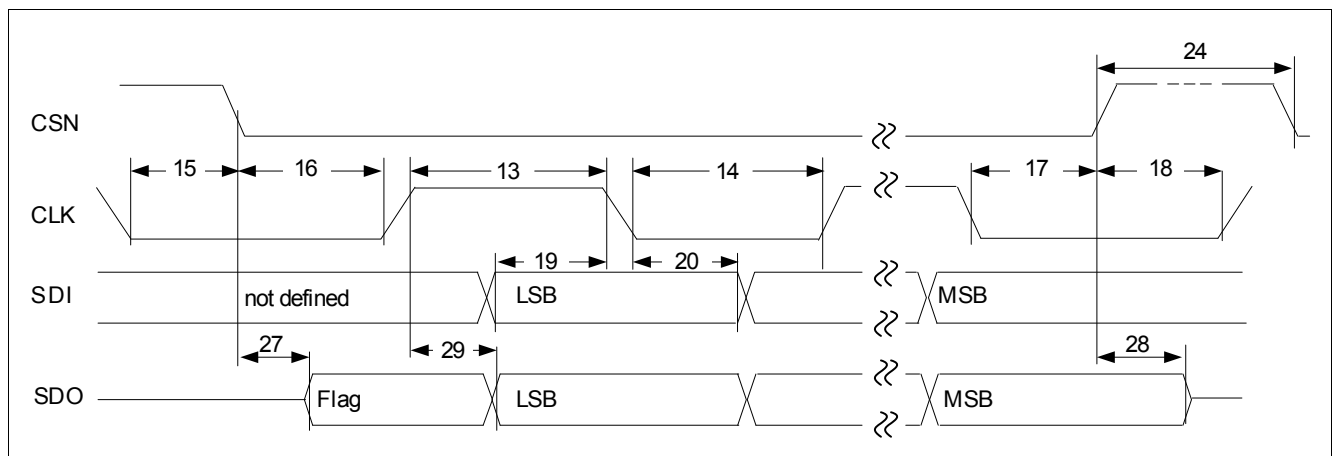 24
CSN
15 16 13 14 17 18
CLK
19 20
SDI not defined LSB MSB
27 29 28
SDO Flag LSB MSB